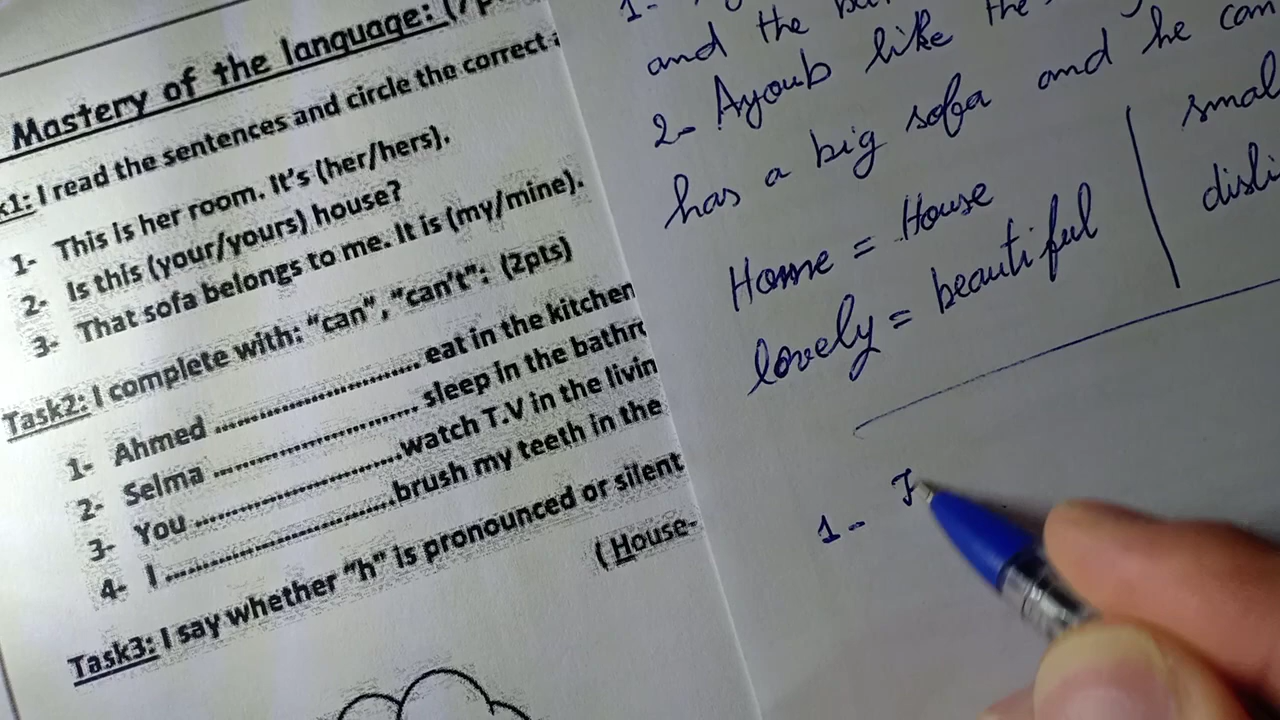 Mastery of the language: (7p
k1: I read the sentences and circle the correct a
1- This is her room. It's (her/hers).
2- Is this (your/yours) house?
3- That sofa belongs to me. It is (my/mine).
Task2: I complete with: "can", "can't": (2pts)
1- Ahmed .................................... eat in the kitchen
2- Selma .................................... sleep in the bathro
3- You ....................................watch T.V in the livin
4- I ........................................brush my teeth in the
Task3: I say whether "h" is pronounced or silent
(House-
1-
and the
2- Ayoub like the
has a big sofa and he can
Home = House
lovely = beautiful
smal
disli
1-